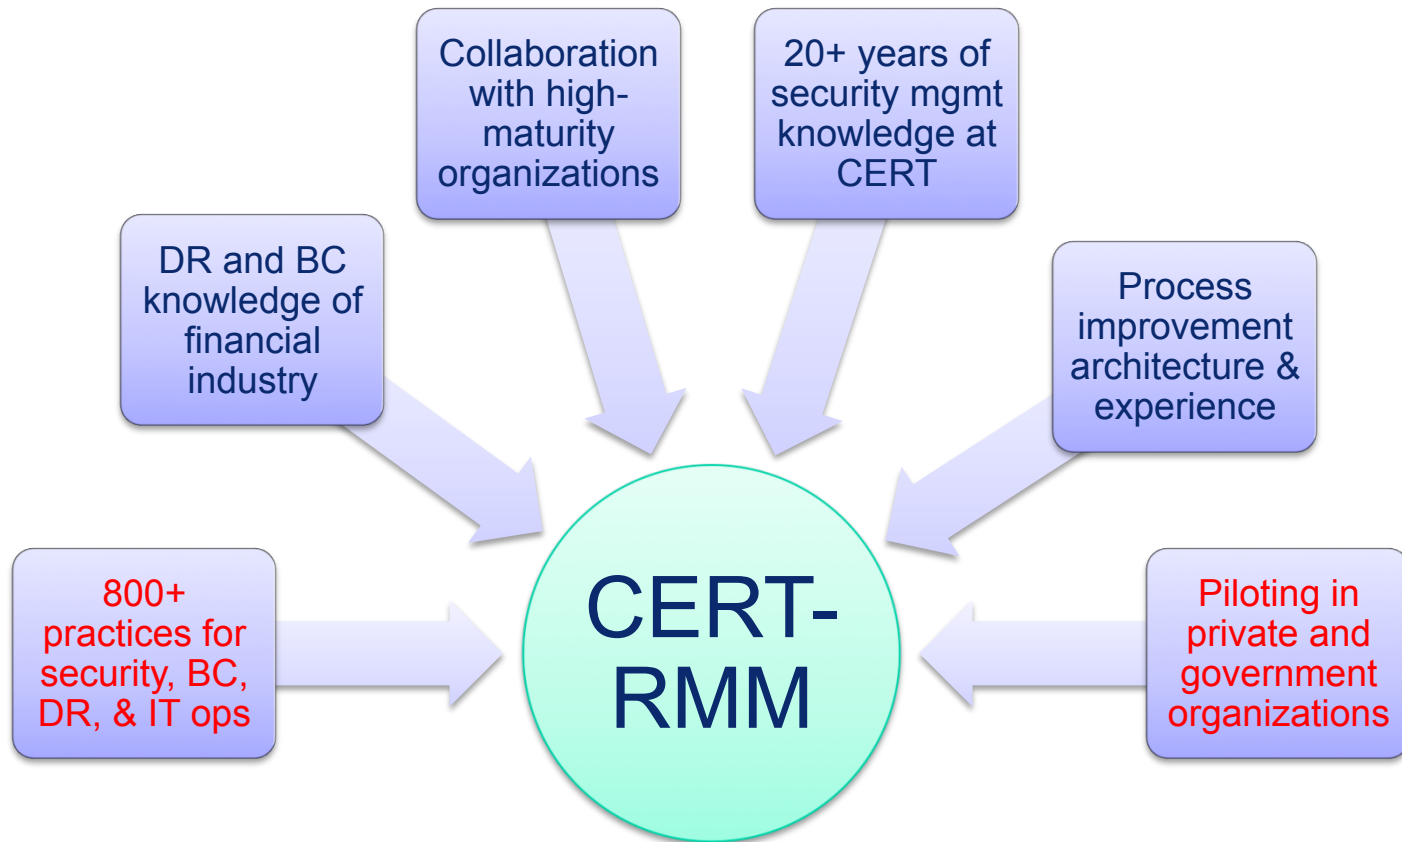 Collaboration
with high-
maturity
organizations
20+ years of
security mgmt
knowledge at
CERT
DR and BC
knowledge of
financial
industry
Process
improvement
architecture &
experience
800+
practices for
security, BC,
DR, & IT ops
CERT-
RMM
Piloting in
private and
government
organizations